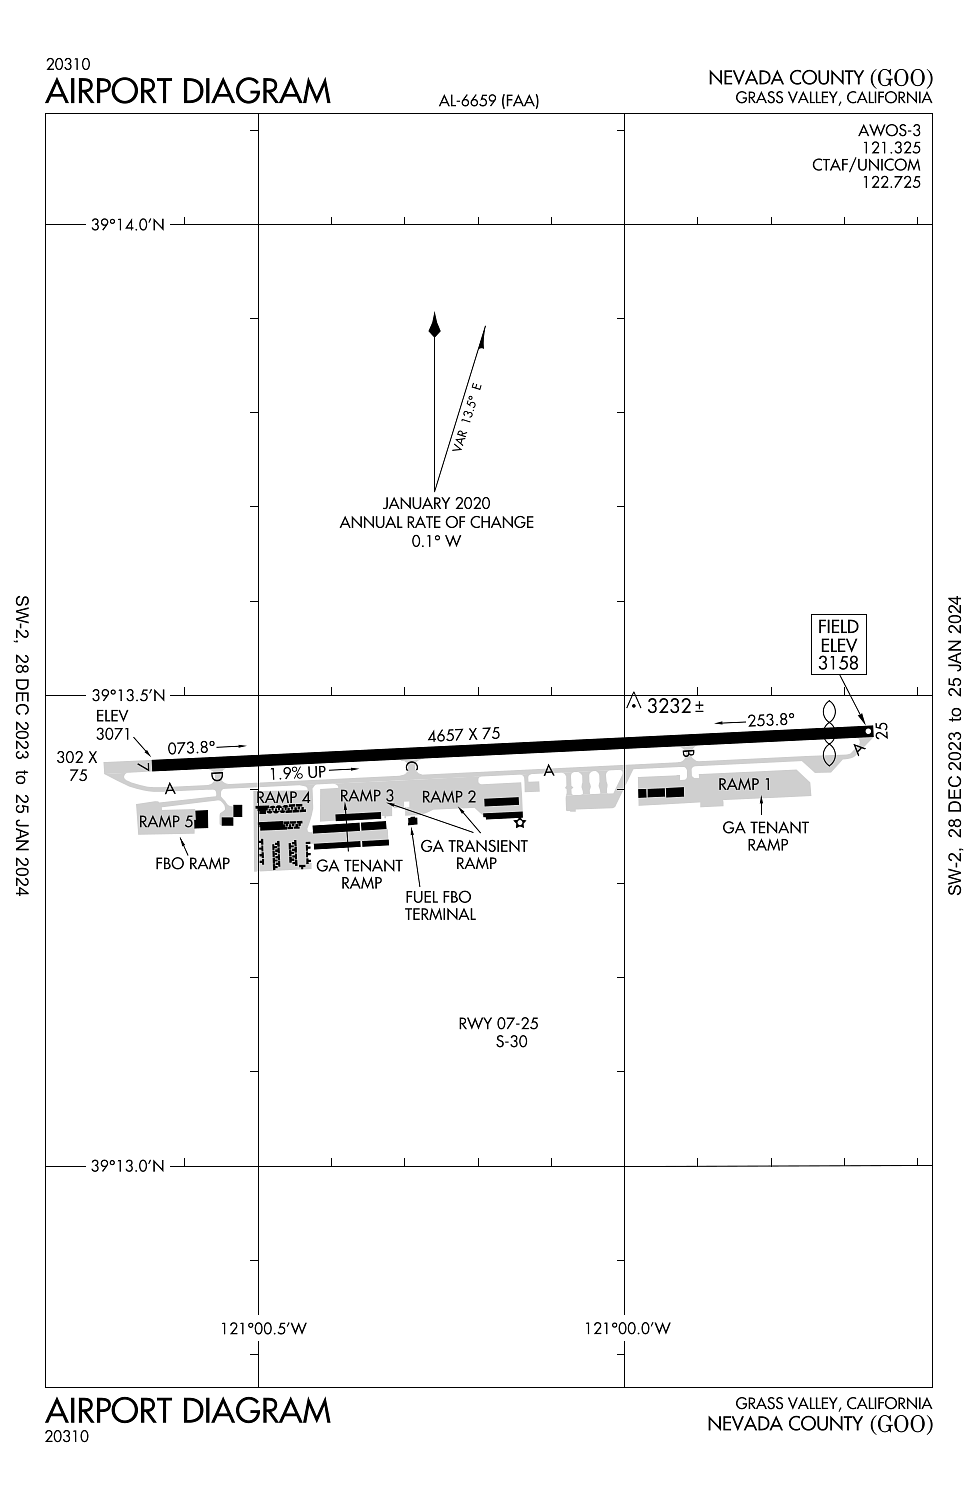 20310
AIRPORT DIAGRAM
AL-6659 (FAA)
NEVADA COUNTY (GOO)
GRASS VALLEY, CALIFORNIA
AWOS-3
121.325
CTAF/UNICOM
122.725
39°14.0'N
VAR 13.5° E
JANUARY 2020
ANNUAL RATE OF CHANGE
0.1° W
SW-2, 28 DEC 2023 to 25 JAN 2024
SW-2, 28 DEC 2023 to 25 JAN 2024
FIELD
ELEV
3158
39°13.5'N
3232±
ELEV
3071
253.8°
25
4657 X 75
073.8°
302 X
75
7
1.9% UP
A
D
C
A
B
A
RAMP 5
RAMP 4
RAMP 3
RAMP 2
RAMP 1
FBO RAMP
GA TENANT
RAMP
GA TRANSIENT
RAMP
GA TENANT
RAMP
FUEL FBO
TERMINAL
RWY 07-25
S-30
39°13.0'N
121°00.5'W
121°00.0'W
AIRPORT DIAGRAM
20310
GRASS VALLEY, CALIFORNIA
NEVADA COUNTY (GOO)